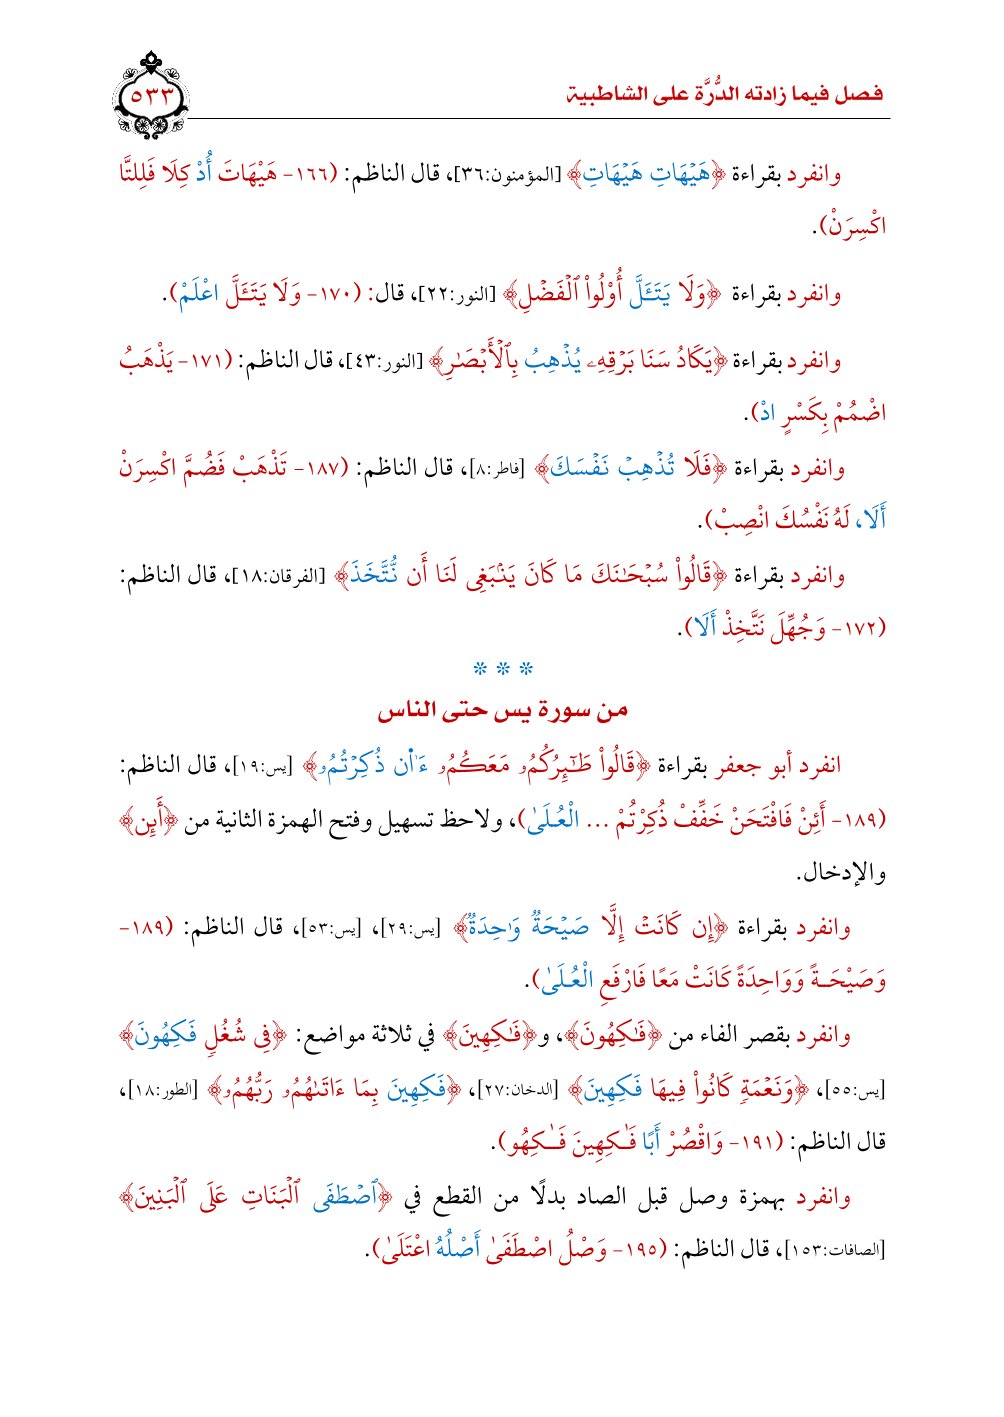 فصل فيما زادته الدُّرَّة على الشاطبية
٥٣٣
وانفرد بقراءة ﴿هَيۡهَاتِ هَيۡهَاتِ﴾ [المؤمنون:٣٦]، قال الناظم: (١٦٦- هَيْهَاتَ أُدْ كِلَا فَلِلتَّا
اكْسِرَنْ).
وانفرد بقراءة ﴿وَلَا يَتَـَٔلَّ أُوْلُواْ ٱلۡفَضۡلِ﴾ [النور:٢٢]، قال: (١٧٠- وَلَا يَتَـَٔلَّ اعْلَمْ).
وانفرد بقراءة ﴿يَكَادُ سَنَا بَرۡقِهِۦ يُذۡهِبُ بِٱلۡأَبۡصَٰرِ﴾ [النور:٤٣]، قال الناظم: (١٧١- يَذْهَبُ
اضْمُمْ بِكَسْرٍ ادْ).
وانفرد بقراءة ﴿فَلَا تُذۡهِبۡ نَفۡسَكَ﴾ [فاطر:٨]، قال الناظم: (١٨٧- تَذْهَبْ فَضُمَّ اكْسِرَنْ
أَلَا، لَهُ نَفْسُكَ انْصِبْ).
وانفرد بقراءة ﴿قَالُواْ سُبۡحَٰنَكَ مَا كَانَ يَنۢبَغِي لَنَا أَن نُّتَّخَذَ﴾ [الفرقان:١٨]، قال الناظم:
(١٧٢- وَجُهِّلَ نَتَّخِذْ أَلَا).
* * *
من سورة يس حتى الناس
انفرد أبو جعفر بقراءة ﴿قَالُواْ طَٰٓئِرُكُمُۥ مَعَكُمُۥ ءَا۬ن ذُكِرۡتُمُۥ﴾ [يس:١٩]، قال الناظم:
(١٨٩- أَئِنْ فَافْتَحَنْ خَفِّفْ ذُكِرْتُمْ ... الْعُـلَىٰ)، ولاحظ تسهيل وفتح الهمزة الثانية من ﴿أَئِن﴾
والإدخال.
وانفرد بقراءة ﴿إِن كَانَتۡ إِلَّا صَيۡحَةٞ وَٰحِدَةٞ﴾ [يس:٢٩]، [يس:٥٣]، قال الناظم: (١٨٩-
وَصَيْحَـةً وَوَاحِدَةً كَانَتْ مَعًا فَارْفَعِ الْعُـلَىٰ).
وانفرد بقصر الفاء من ﴿فَٰكِهُونَ﴾، و﴿فَٰكِهِينَ﴾ في ثلاثة مواضع: ﴿فِي شُغُلٖ فَكِهُونَ﴾
[يس:٥٥]، ﴿وَنَعۡمَةٖ كَانُواْ فِيهَا فَكِهِينَ﴾ [الدخان:٢٧]، ﴿فَكِهِينَ بِمَا ءَاتَىٰهُمُۥ رَبُّهُمُۥ﴾ [الطور:١٨]،
قال الناظم: (١٩١- وَاقْصُرْ أَبًا فَـٰكِهِينَ فَـٰكِهُو).
وانفرد بهمزة وصل قبل الصاد بدلًا من القطع في ﴿ٱصۡطَفَى ٱلۡبَنَاتِ عَلَى ٱلۡبَنِينَ﴾
[الصافات:١٥٣]، قال الناظم: (١٩٥- وَصْلُ اصْطَفَىٰ أَصْلُهُ اعْتَلَىٰ).